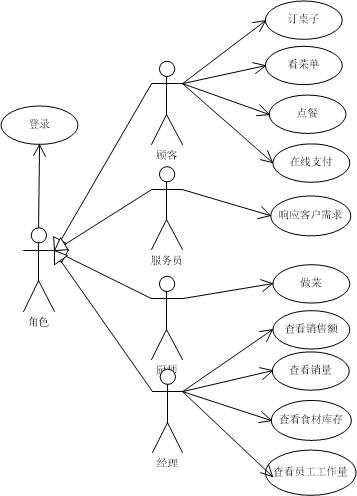 订桌子
看菜单
点餐
在线支付
顾客
登录
服务员
响应客户需求
角色
厨师
做菜
查看销售额
查看销量
查看食材库存
经理
查看员工工作量